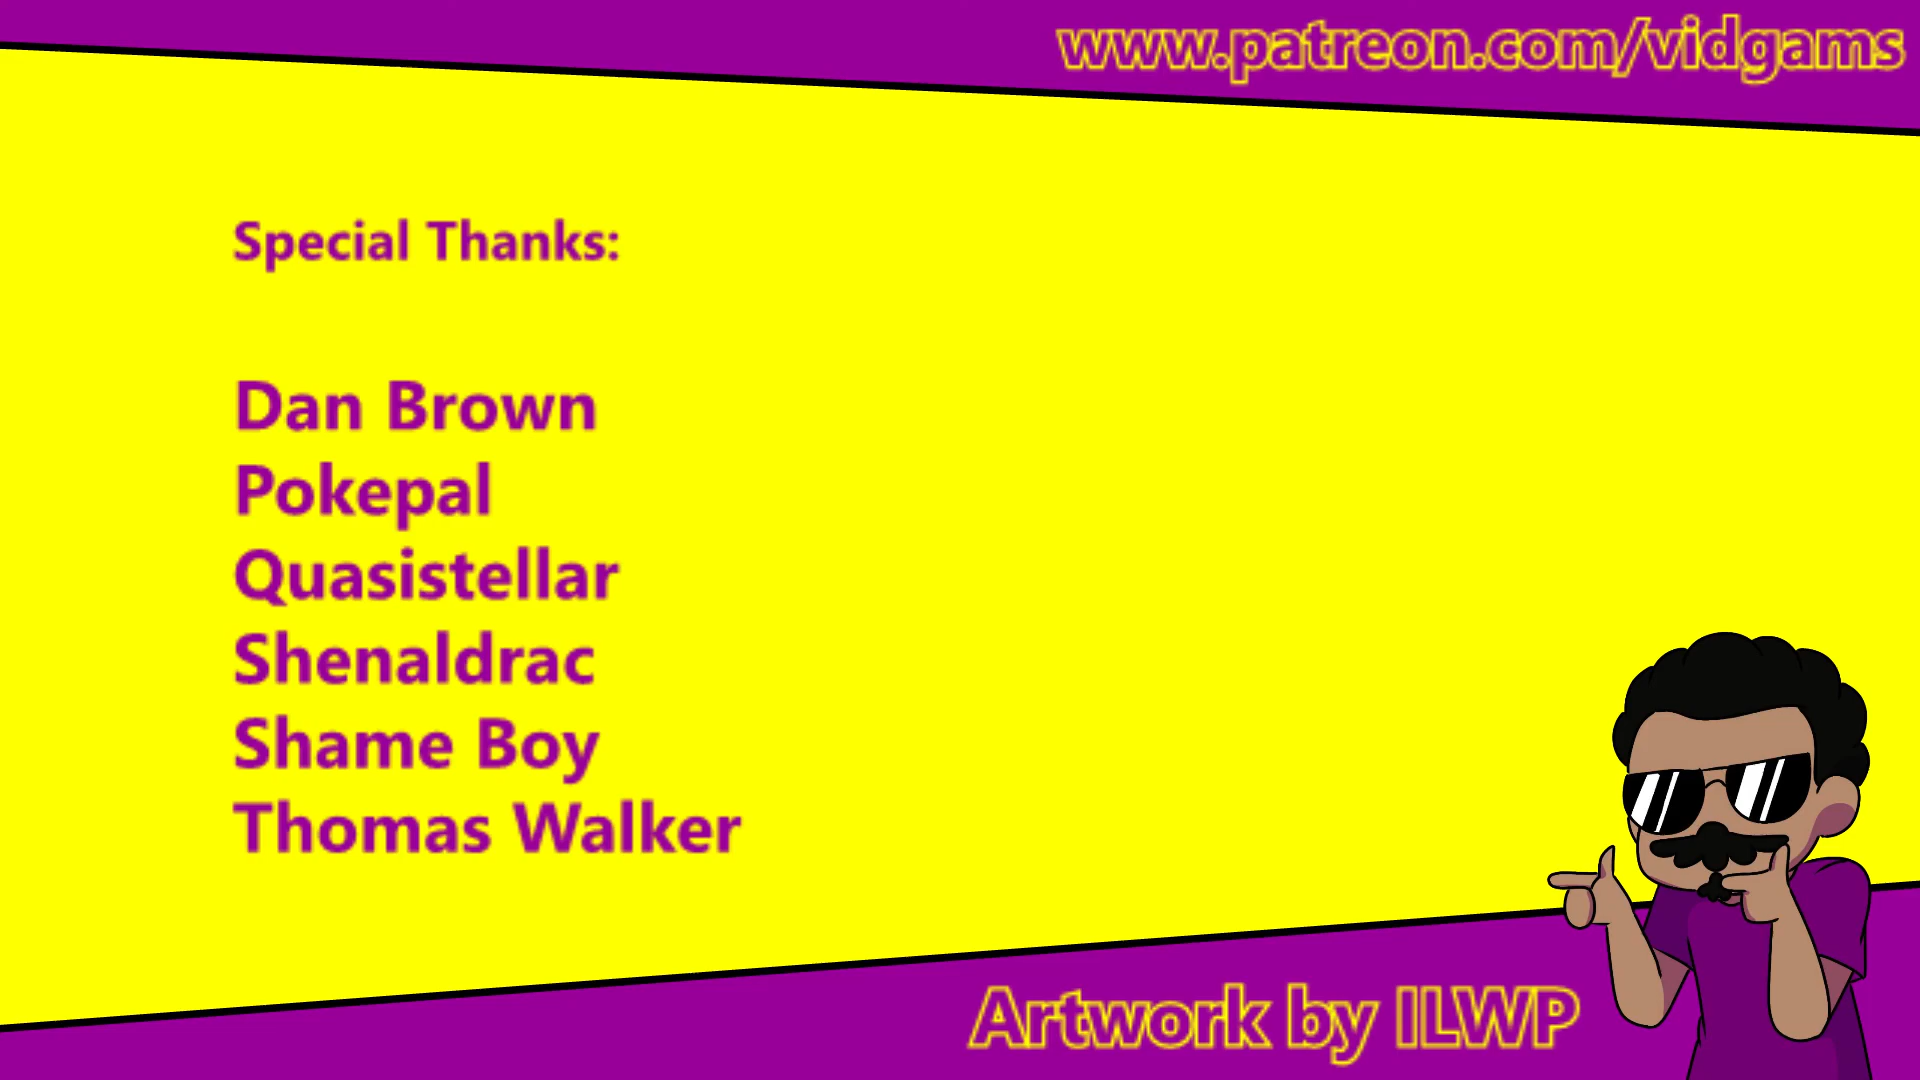 www.patreon.com/vidgams
Special Thanks:
Dan Brown
Pokepal
Quasistellar
Shenaldrac
Shame Boy
Thomas Walker
Artwork by ILWP